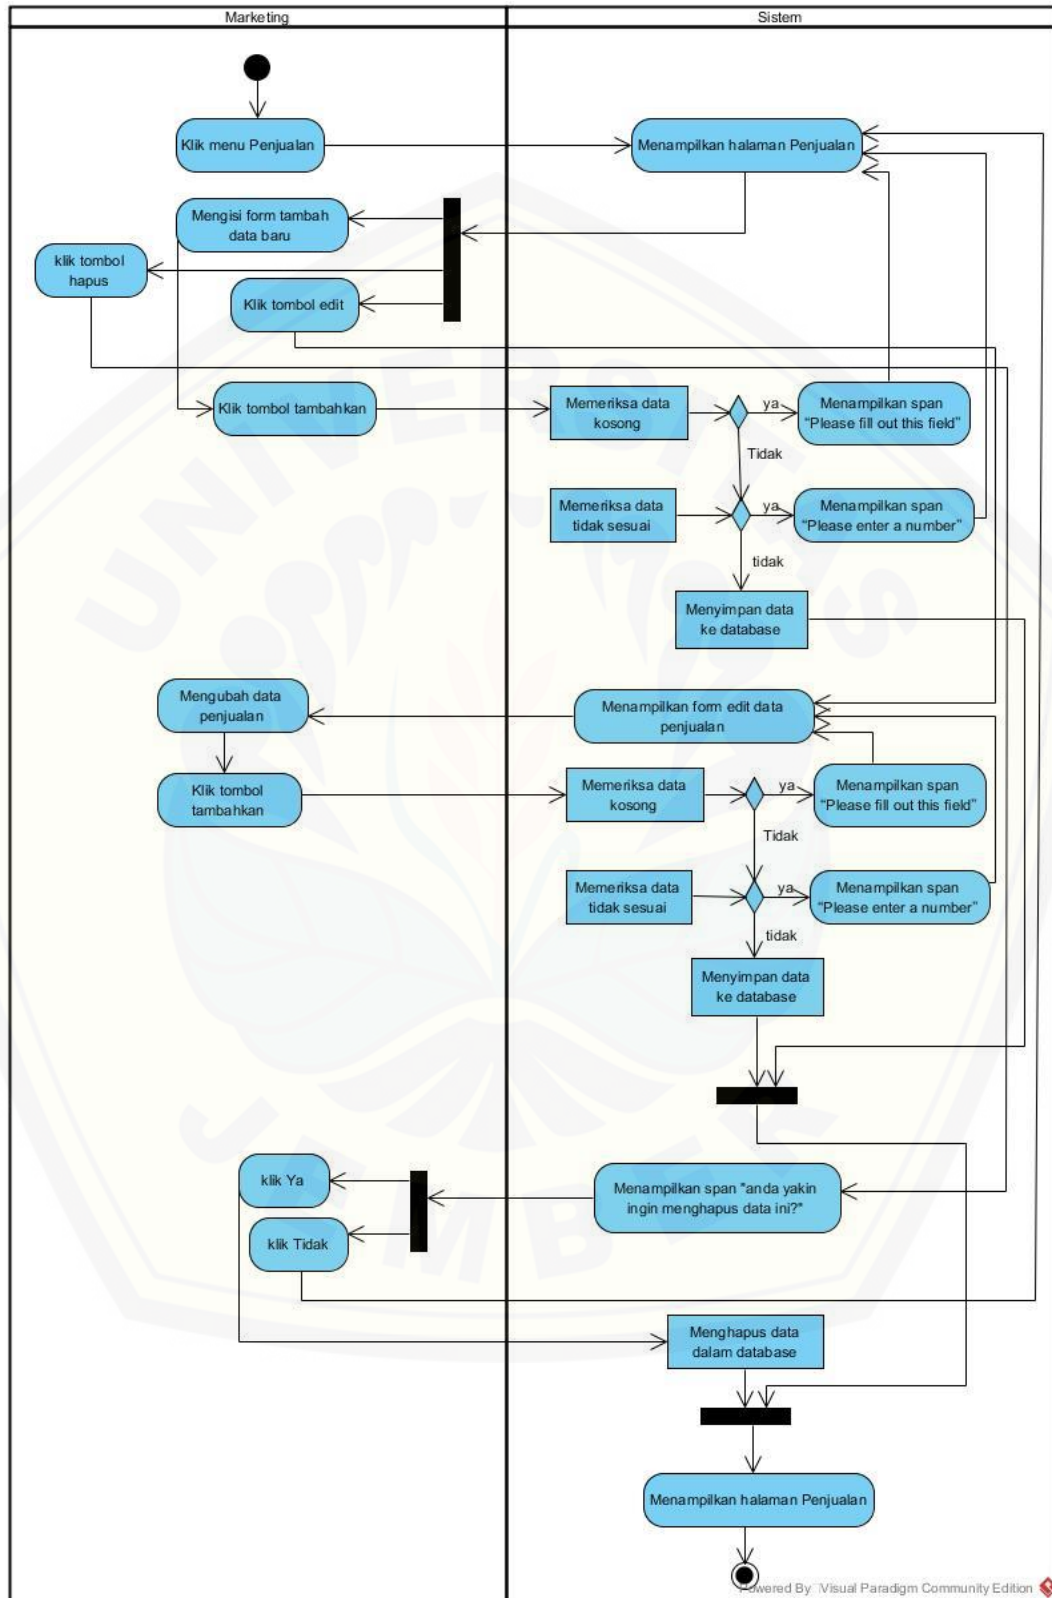 Marketing
Sistem
Klik menu Penjualan
Menampilkan halaman Penjualan
Mengisi form tambah
data baru
klik tombol
hapus
Klik tombol edit
Klik tombol tambahkan
Memeriksa data
kosong
ya
Menampilkan span
“Please fill out this field”
Tidak
Memeriksa data
tidak sesuai
ya
Menampilkan span
“Please enter a number”
tidak
Menyimpan data
ke database
Mengubah data
penjualan
Menampilkan form edit data
penjualan
Klik tombol
tambahkan
Memeriksa data
kosong
ya
Menampilkan span
“Please fill out this field”
Tidak
Memeriksa data
tidak sesuai
ya
Menampilkan span
“Please enter a number”
tidak
Menyimpan data
ke database
klik Ya
Menampilkan span "anda yakin
ingin menghapus data ini?"
klik Tidak
Menghapus data
dalam database
Menampilkan halaman Penjualan
Powered By Visual Paradigm Community Edition
UNIVERSITAS
JEMBER